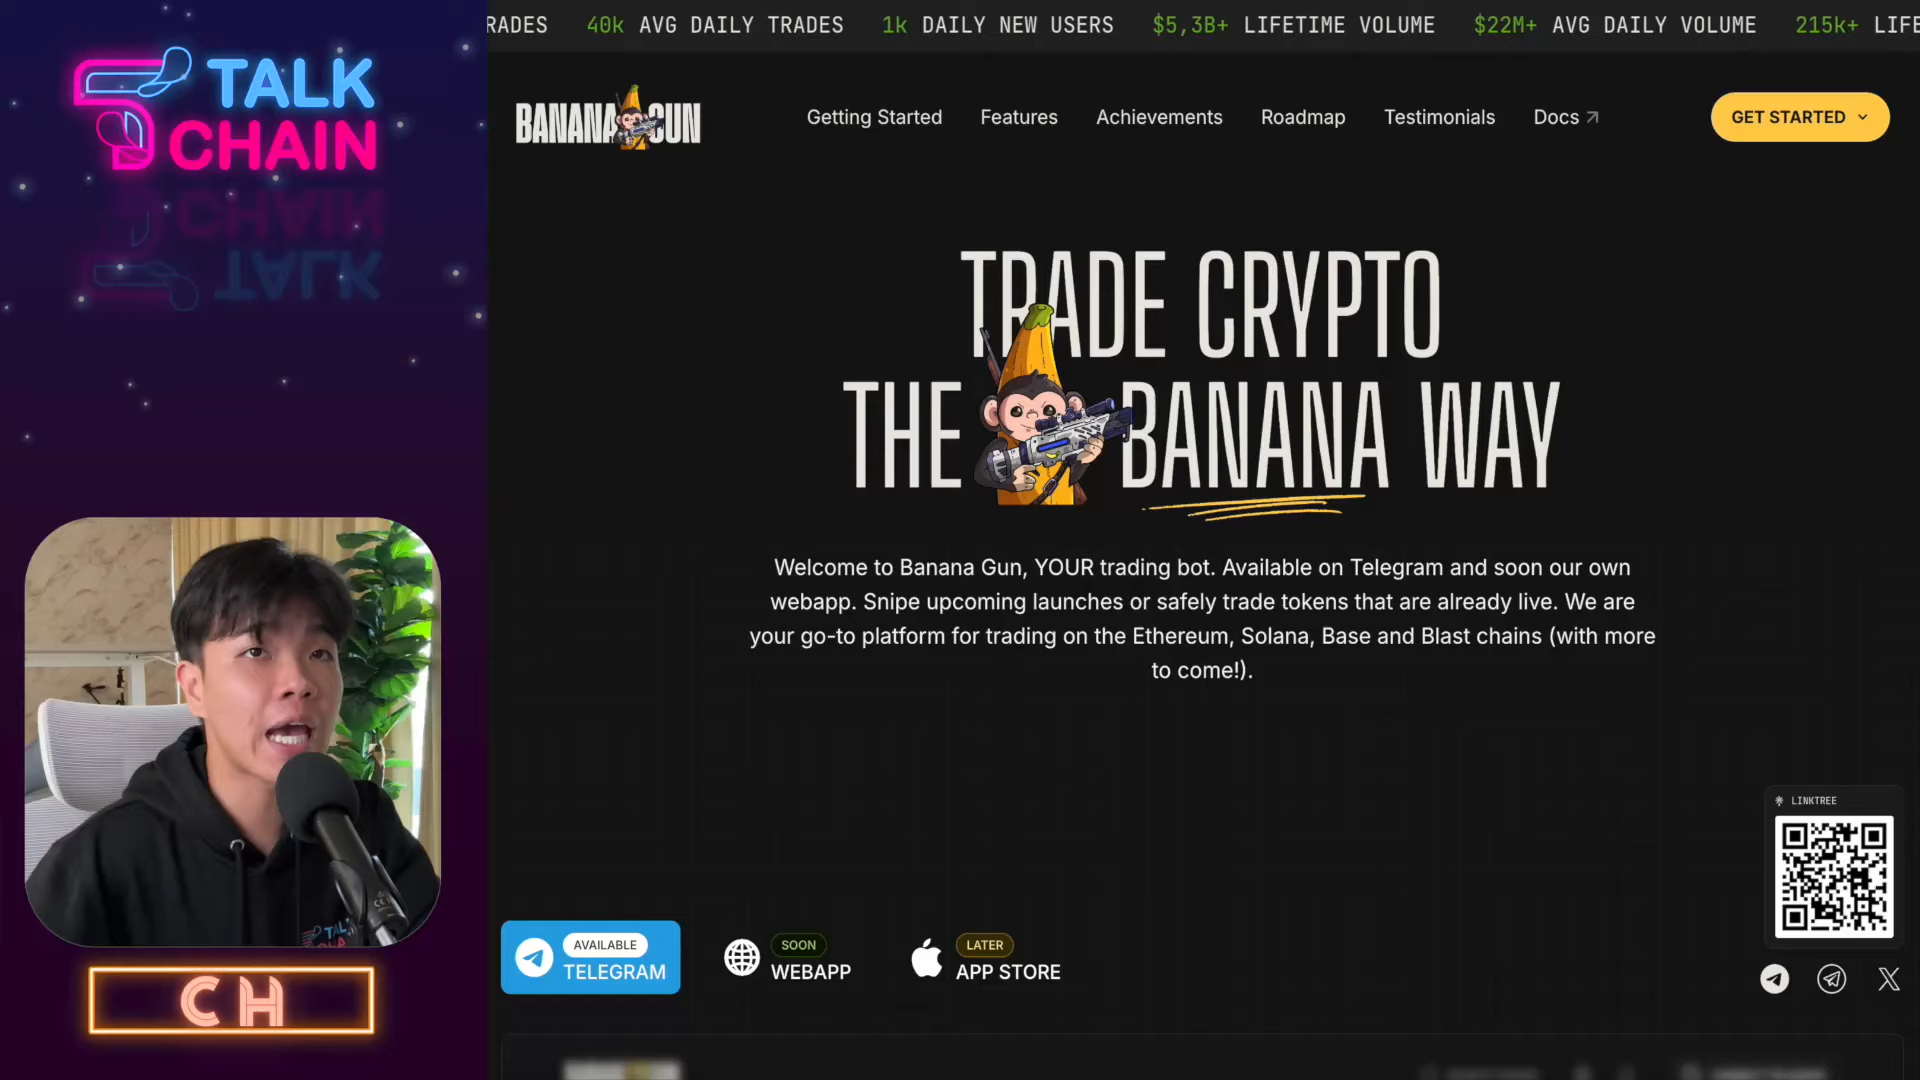 TALK
CHAIN
RADES 40k AVG DAILY TRADES 1k DAILY NEW USERS $5,3B+ LIFETIME VOLUME $22M+ AVG DAILY VOLUME 215k+ LIFE
BANANA GUN
Getting Started Features Achievements Roadmap Testimonials Docs
GET STARTED
TRADE CRYPTO
THE BANANA WAY
Welcome to Banana Gun, YOUR trading bot. Available on Telegram and soon our own
webapp. Snipe upcoming launches or safely trade tokens that are already live. We are
your go-to platform for trading on the Ethereum, Solana, Base and Blast chains (with more
to come!).
LINKTREE
AVAILABLE
TELEGRAM
SOON
WEBAPP
LATER
APP STORE
CH